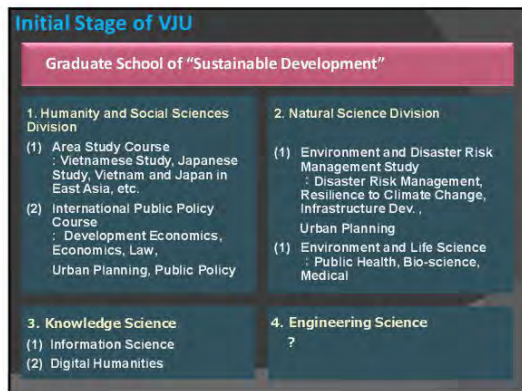 Initial Stage of VJU
Graduate School of “Sustainable Development”
1. Humanity and Social Sciences
Division
(1) Area Study Course
: Vietnamese Study, Japanese
Study, Vietnam and Japan in
East Asia, etc.
(2) International Public Policy
Course
: Development Economics,
Economics, Law,
Urban Planning, Public Policy
2. Natural Science Division
(1) Environment and Disaster Risk
Management Study
: Disaster Risk Management,
Resilience to Climate Change,
Infrastructure Dev. ,
Urban Planning
(1) Environment and Life Science
: Public Health, Bio-science,
Medical
3. Knowledge Science
(1) Information Science
(2) Digital Humanities
4. Engineering Science
?